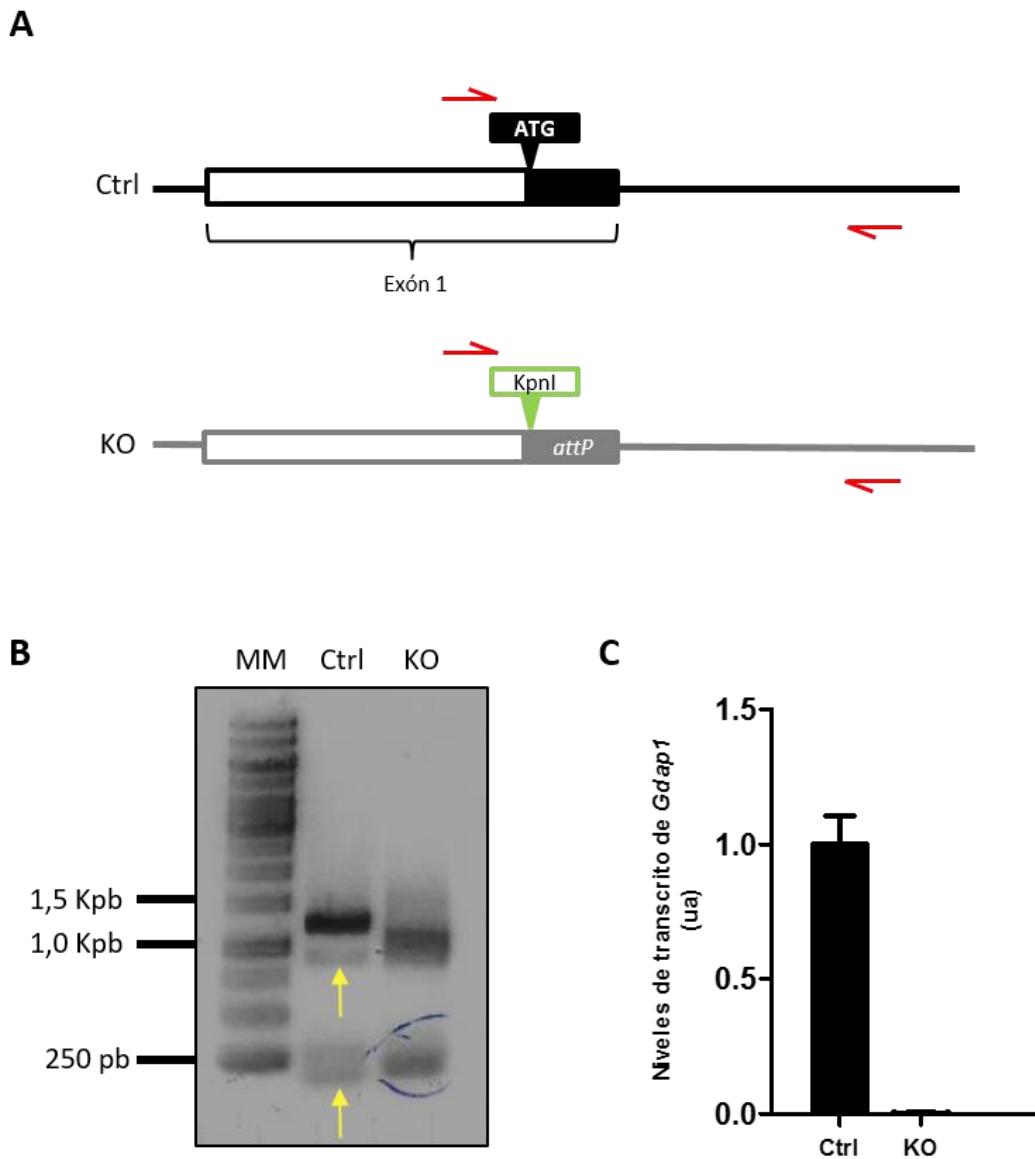 A
ATG
Ctrl
Exón 1
KpnI
KO
attP
B
MM Ctrl KO
1,5 Kpb
1,0 Kpb
250 pb
C
Niveles de transcrito de Gdap1
(ua)
1.5
1.0
0.5
0.0
Ctrl KO